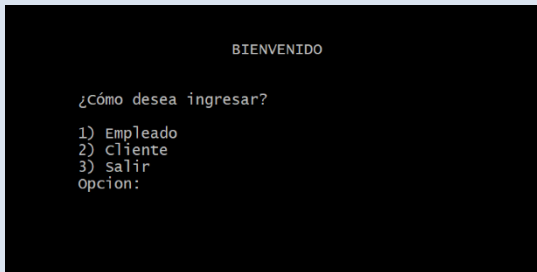 BIENVENIDO
¿Cómo desea ingresar?
1) Empleado
2) Cliente
3) Salir
Opcion: